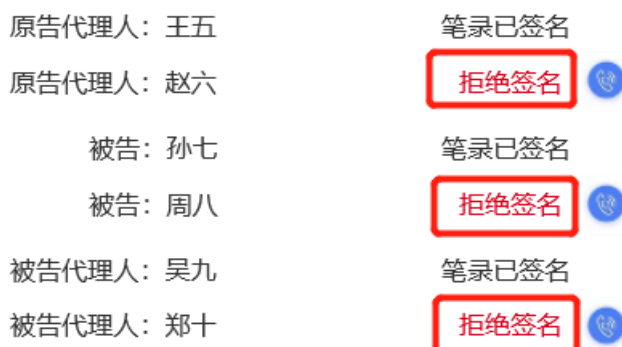 原告代理人：王五 笔录已签名
原告代理人：赵六 拒绝签名
被告：孙七 笔录已签名
被告：周八 拒绝签名
被告代理人：吴九 笔录已签名
被告代理人：郑十 拒绝签名